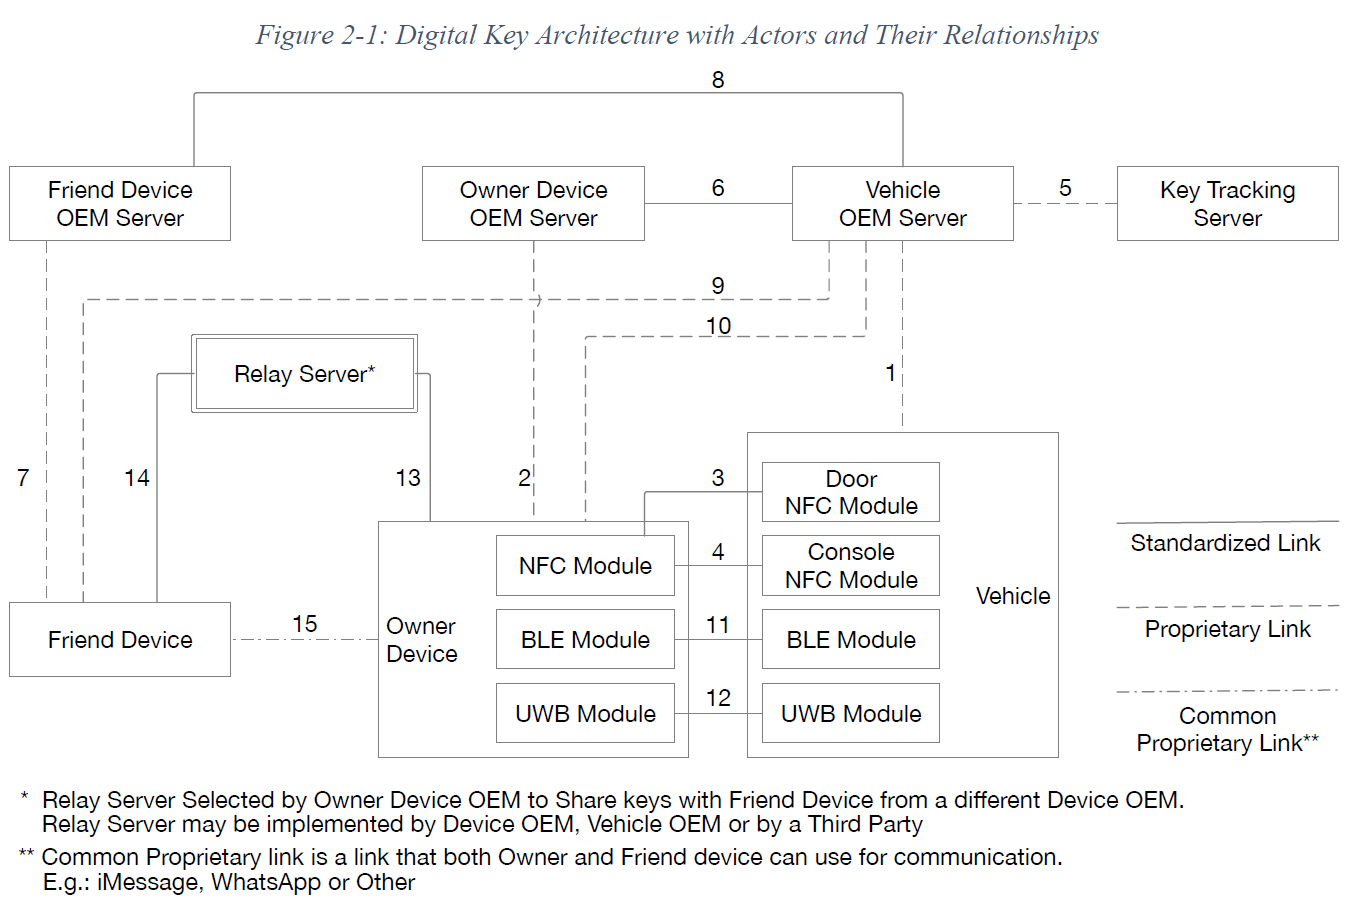 Figure 2-1: Digital Key Architecture with Actors and Their Relationships
8
Friend Device
OEM Server
Owner Device
OEM Server
6
Vehicle
OEM Server
5
Key Tracking
Server
9
10
Relay Server*
1
7
14
13
2
3
Door
NFC Module
NFC Module
4
Console
NFC Module
Vehicle
Standardized Link
Friend Device
15
Owner
Device
BLE Module
11
BLE Module
Proprietary Link
UWB Module
12
UWB Module
Common
Proprietary Link**
* Relay Server Selected by Owner Device OEM to Share keys with Friend Device from a different Device OEM.
Relay Server may be implemented by Device OEM, Vehicle OEM or by a Third Party
** Common Proprietary link is a link that both Owner and Friend device can use for communication.
E.g.: iMessage, WhatsApp or Other